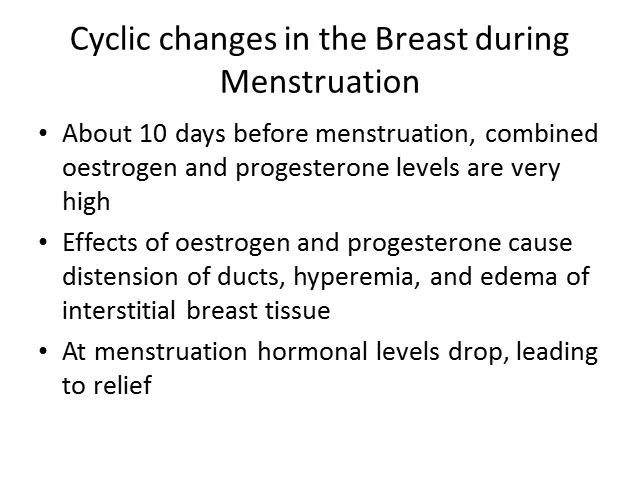 Cyclic changes in the Breast during
Menstruation
• About 10 days before menstruation, combined
oestrogen and progesterone levels are very
high
• Effects of oestrogen and progesterone cause
distension of ducts, hyperemia, and edema of
interstitial breast tissue
• At menstruation hormonal levels drop, leading
to relief